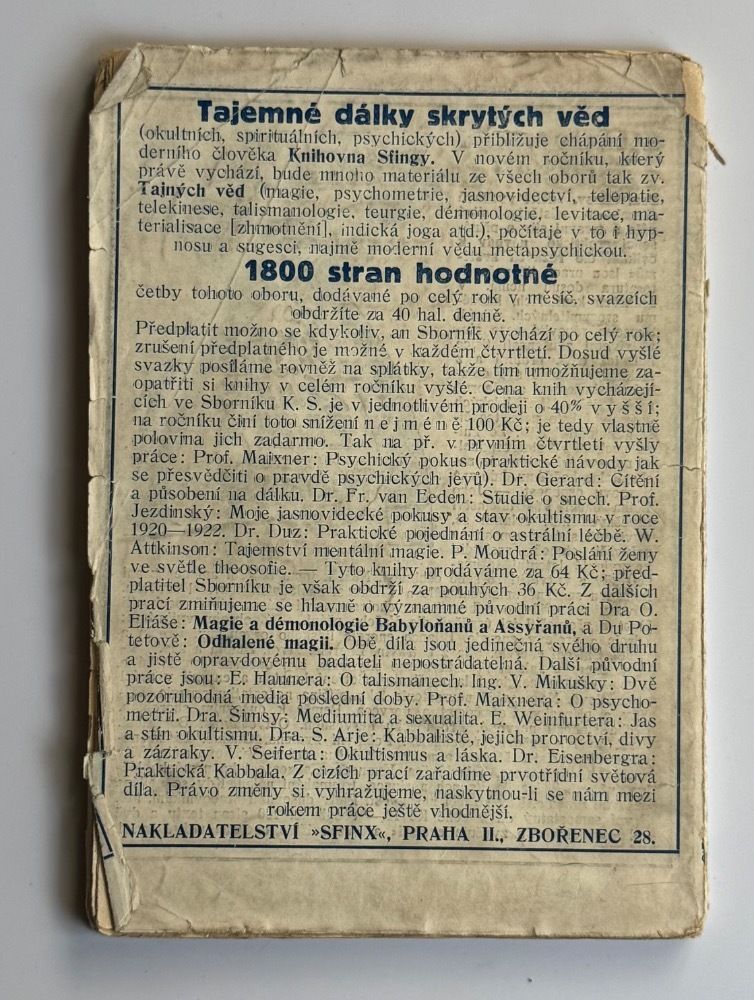 Tajemné dálky skrytých věd
(okultních, spirituálních, psychických) přibližuje chápání mo-
derního člověka Knihovna Sfingy. V novém ročníku, který
právě vychází, bude mnoho materiálu ze všech oborů tak zv.
Tajných věd (magie, psychometrie, jasnovidectví, telepatie,
telekinese, talismanologie, teurgie, démonologie, levitace, ma-
terialisace [zhmotnění], indická joga atd.), počítaje v to i hyp-
nosu a sugesci, najmě moderní vědu metapsychickou.
1800 stran hodnotné
četby tohoto oboru, dodávané po celý rok v měsíč. svazcích
obdržíte za 40 hal. denně.
Předplatit možno se kdykoliv, an Sborník vychází po celý rok;
zrušení předplatného je možné v každém čtvrtletí. Dosud vyšlé
svazky posíláme rovněž na splátky, takže tím umožňujeme za-
opatřiti si knihy v celém ročníku vyšlé. Cena knih vycházejí-
cích ve Sborníku K. S. je v jednotlivém prodeji o 40% vyšší;
na ročníku činí toto snížení nejméně 100 Kč; je tedy vlastně
polovina jich zadarmo. Tak na př. v prvním čtvrtletí vyšly
práce: Prof. Maixner: Psychický pokus (praktické návody jak
se přesvědčiti o pravdě psychických jevů). Dr. Gerard: Cítění
a působení na dálku. Dr. Fr. van Eeden: Studie o snech. Prof.
Jezdinský: Moje jasnovidecké pokusy a stav okultismu v roce
1920—1922. Dr. Duz: Praktické pojednání o astrální léčbě. W.
Attkinson: Tajemství mentální magie. P. Moudrá: Poslání ženy
ve světle theosofie. — Tyto knihy prodáváme za 64 Kč; před-
platitel Sborníku je však obdrží za pouhých 36 Kč. Z dalších
prací zmiňujeme se hlavně o významné původní práci Dra O.
Eliáše: Magie a démonologie Babyloňanů a Assyřanů, a Du Po-
tetově: Odhalené magii. Obě díla jsou jedinečná svého druhu
a jistě opravdovému badateli nepostrádatelná. Další původní
práce jsou: E. Haunera: O talismanech. Ing. V. Mikušky: Dvě
pozoruhodná media poslední doby. Prof. Maixnera: O psycho-
metrii. Dra. Šimsy: Mediumita a sexualita. E. Weinfurtera: Jas
a stín okultismu. Dra. S. Arje: Kabbalisté, jejich proroctví, divy
a zázraky. V. Seiferta: Okultismus a láska. Dr. Eisenbergra:
Praktická Kabbala. Z cizích prací zařadíme prvotřídní světová
díla. Právo změny si vyhražujeme, naskytnou-li se nám mezi
rokem práce ještě vhodnější.
NAKLADATELSTVÍ »SFINX«, PRAHA II., ZBOŘENEC 28.